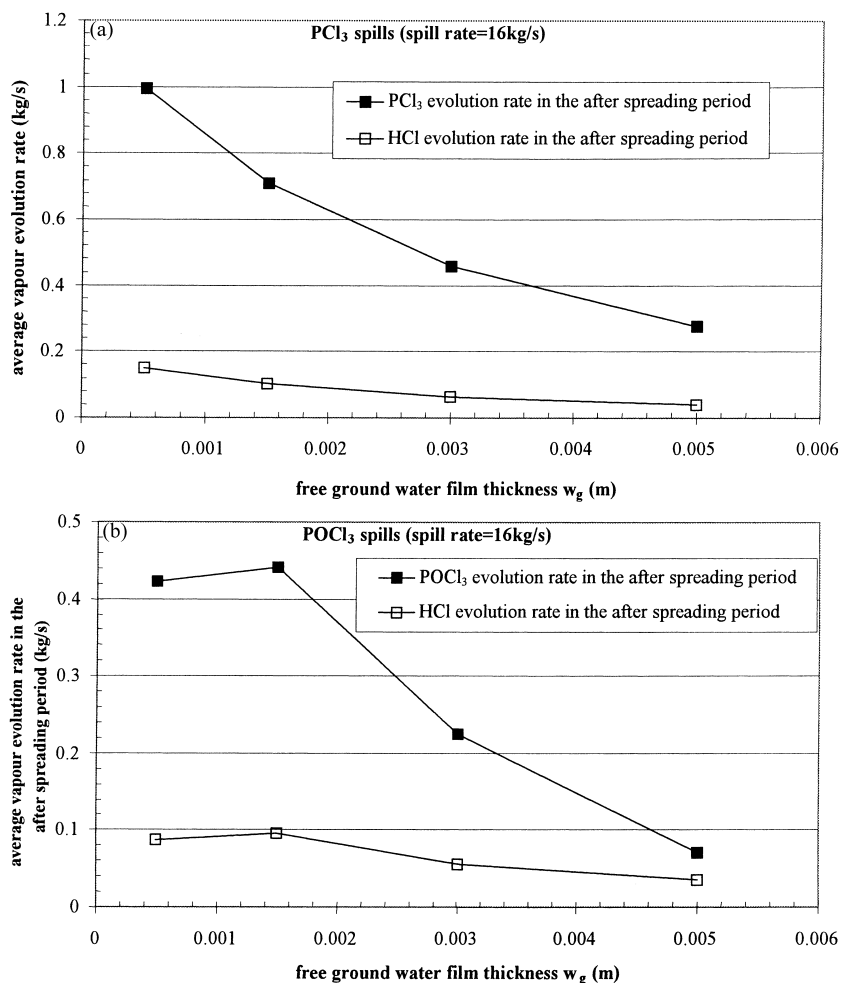 (a)
PCl₃ spills (spill rate=16kg/s)
1.2
1
0.8
0.6
0.4
0.2
0
average vapour evolution rate (kg/s)
PCl₃ evolution rate in the after spreading period
HCl evolution rate in the after spreading period
0 0.001 0.002 0.003 0.004 0.005 0.006
free ground water film thickness wg (m)
(b)
POCl₃ spills (spill rate=16kg/s)
0.5
0.4
0.3
0.2
0.1
0
average vapour evolution rate in the
after spreading period (kg/s)
POCl₃ evolution rate in the after spreading period
HCl evolution rate in the after spreading period
0 0.001 0.002 0.003 0.004 0.005 0.006
free ground water film thickness wg (m)